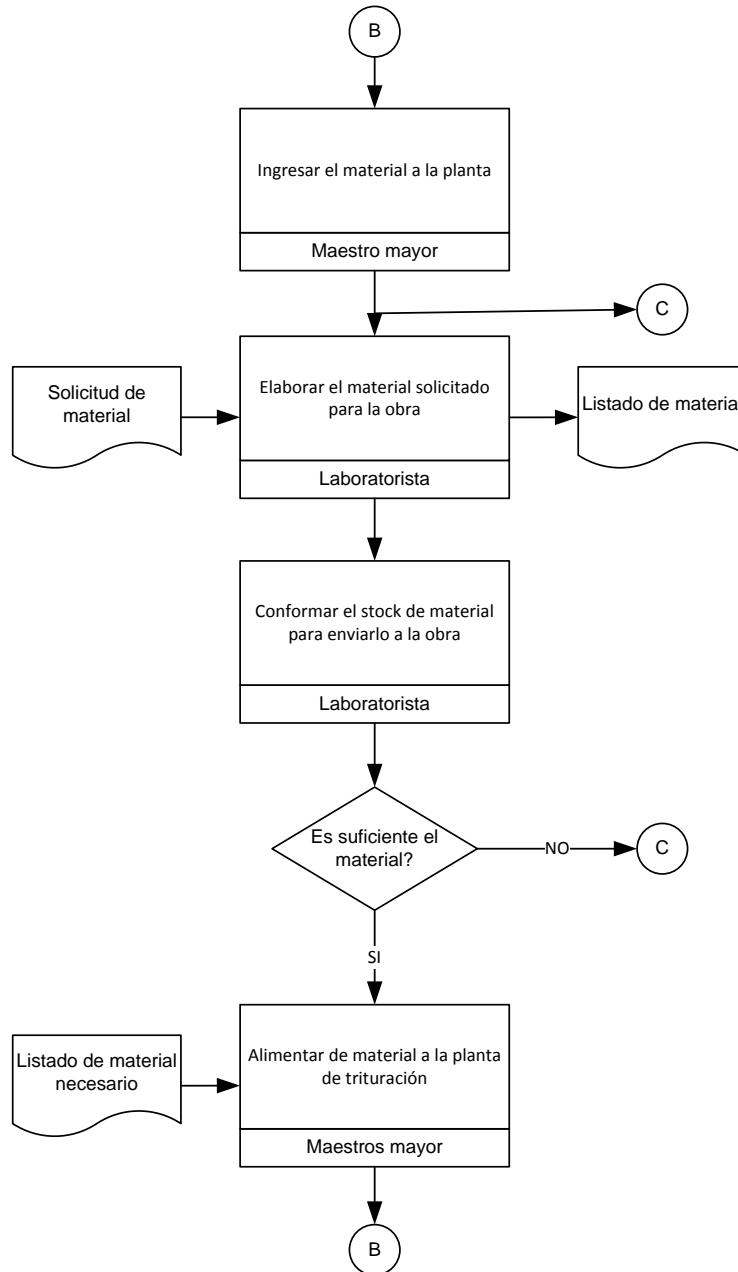 B
Ingresar el material a la planta
Maestro mayor
C
Solicitud de
material
Elaborar el material solicitado
para la obra
Listado de material
Laboratorista
Conformar el stock de material
para enviarlo a la obra
Laboratorista
Es suficiente el
material?
NO
C
SI
Listado de material
necesario
Alimentar de material a la planta
de trituración
Maestros mayor
B